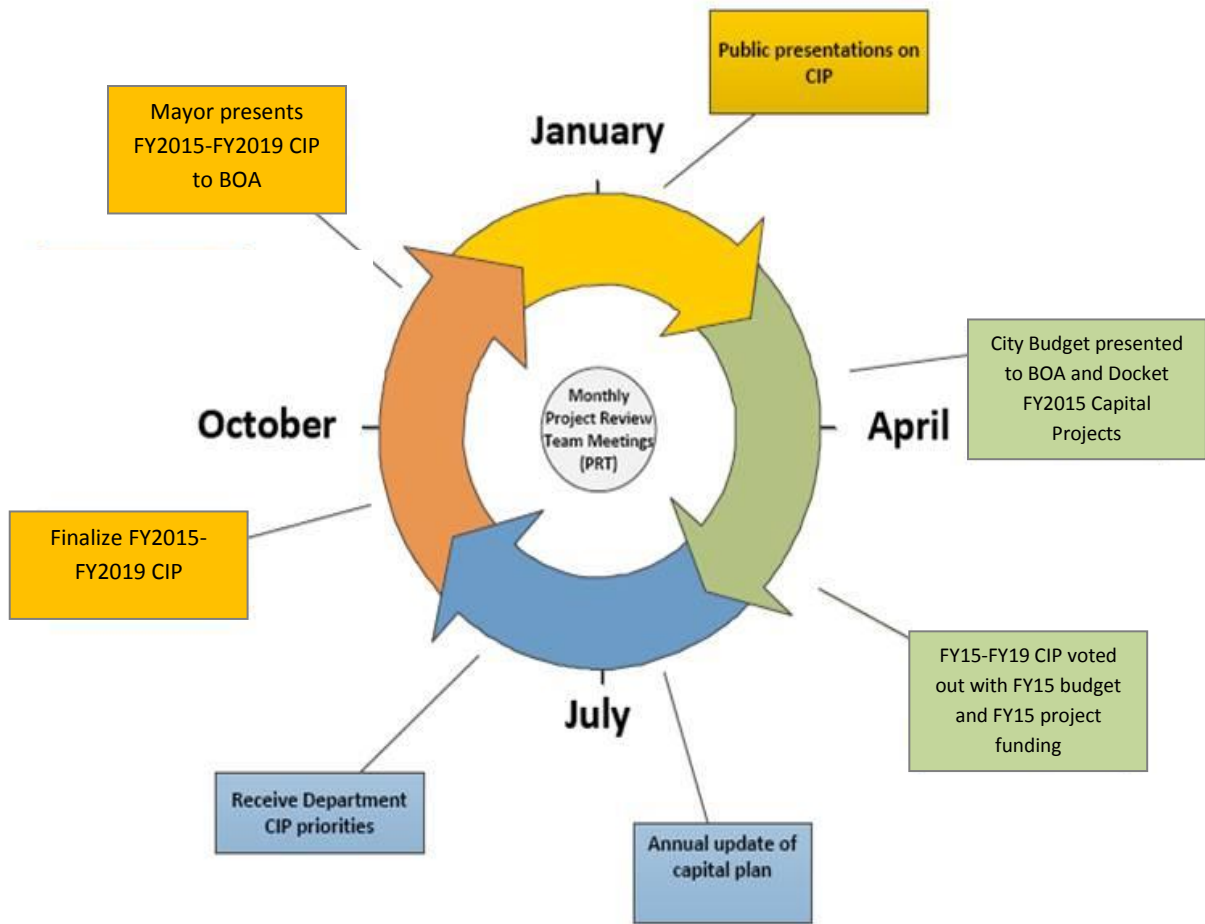 Public presentations on
CIP
Mayor presents
FY2015-FY2019 CIP
to BOA
January
City Budget presented
to BOA and Docket
FY2015 Capital
Projects
Monthly
Project Review
Team Meetings
(PRT)
October
April
Finalize FY2015-
FY2019 CIP
FY15-FY19 CIP voted
out with FY15 budget
and FY15 project
funding
July
Receive Department
CIP priorities
Annual update of
capital plan